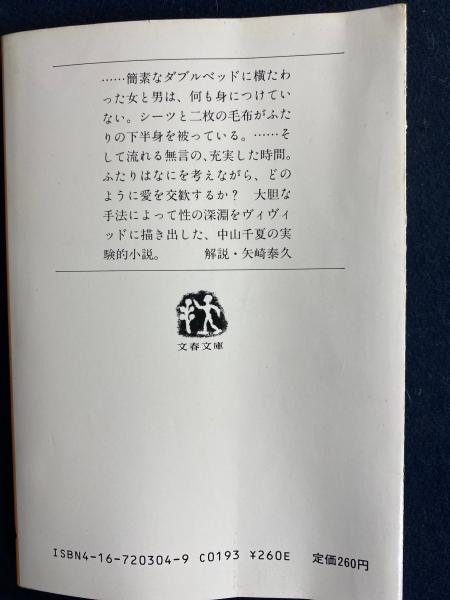 ……簡素なダブルベッドに横たわ
った女と男は、何も身につけてい
ない。シーツと二枚の毛布がふた
りの下半身を被っている。……そ
して流れる無言の、充実した時間。
ふたりはなにを考えながら、どの
ように愛を交歓するか？　大胆な
手法によって性の深淵をヴィヴィ
ッドに描き出した、中山千夏の実
験的小説。　　解説・矢崎泰久
文春文庫
ISBN4-16-720304-9 C0193 ¥260E 定価260円